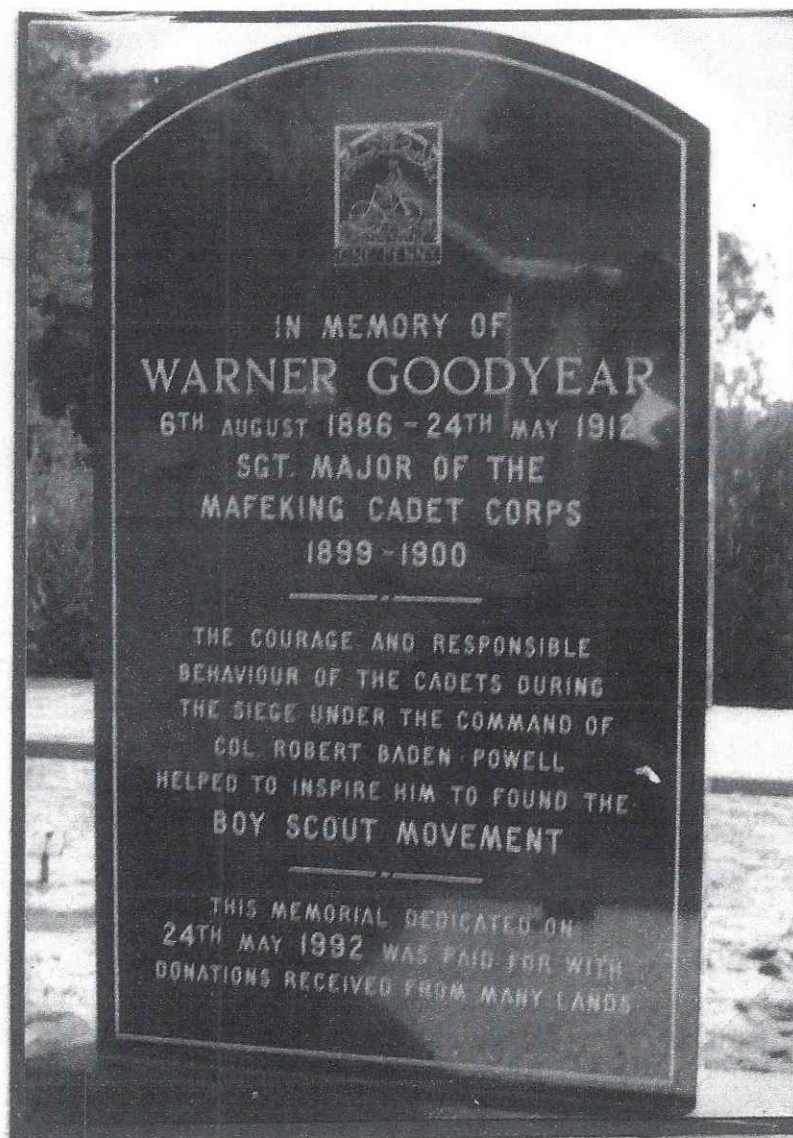 ONE PENNY
IN MEMORY OF
WARNER GOODYEAR
6TH AUGUST 1886 - 24TH MAY 1912
SGT. MAJOR OF THE
MAFEKING CADET CORPS
1899 - 1900
THE COURAGE AND RESPONSIBLE
BEHAVIOUR OF THE CADETS DURING
THE SIEGE UNDER THE COMMAND OF
COL ROBERT BADEN-POWELL
HELPED TO INSPIRE HIM TO FOUND THE
BOY SCOUT MOVEMENT
THIS MEMORIAL DEDICATED ON
24TH MAY 1992 WAS PAID FOR WITH
DONATIONS RECEIVED FROM MANY LANDS